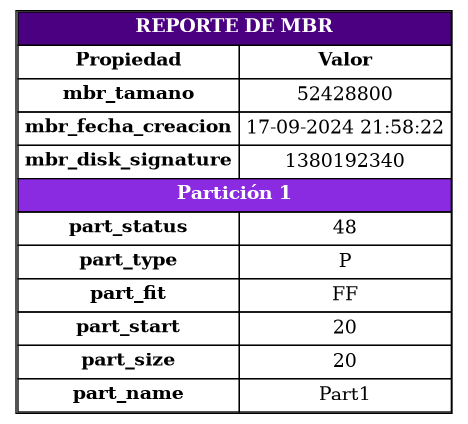 REPORTE DE MBR
Propiedad Valor
mbr_tamano 52428800
mbr_fecha_creacion 17-09-2024 21:58:22
mbr_disk_signature 1380192340
Partición 1
part_status 48
part_type P
part_fit FF
part_start 20
part_size 20
part_name Part1